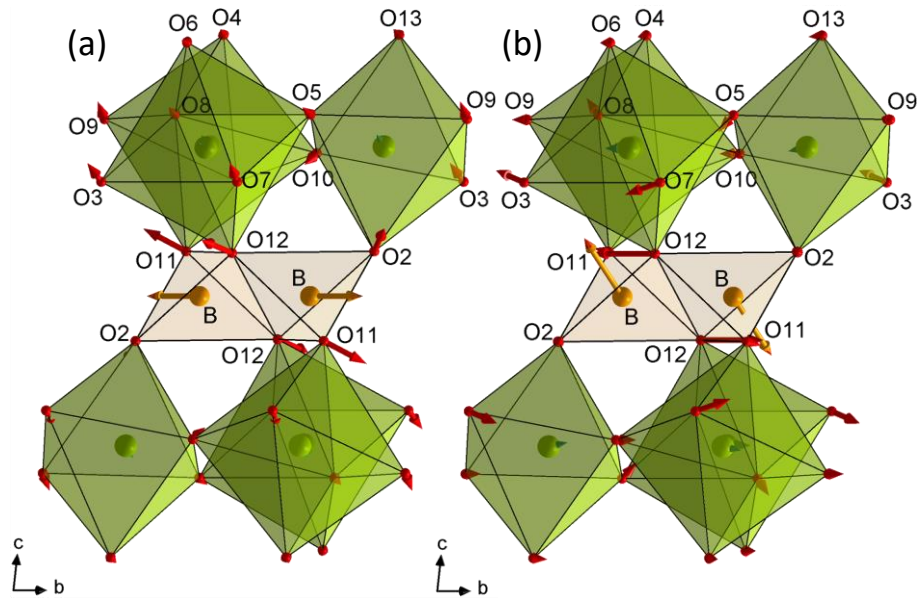 (a)
O6 O4 O13
O5
O8
O9 O9
O7 O10
O3 O3
O12
O11 O2
B B
O2 O12 O11
c
b
(b)
O6 O4 O13
O5
O8
O9 O9
O7 O10
O3 O3
O12
O11 O2
B B
O2 O12 O11
c
b